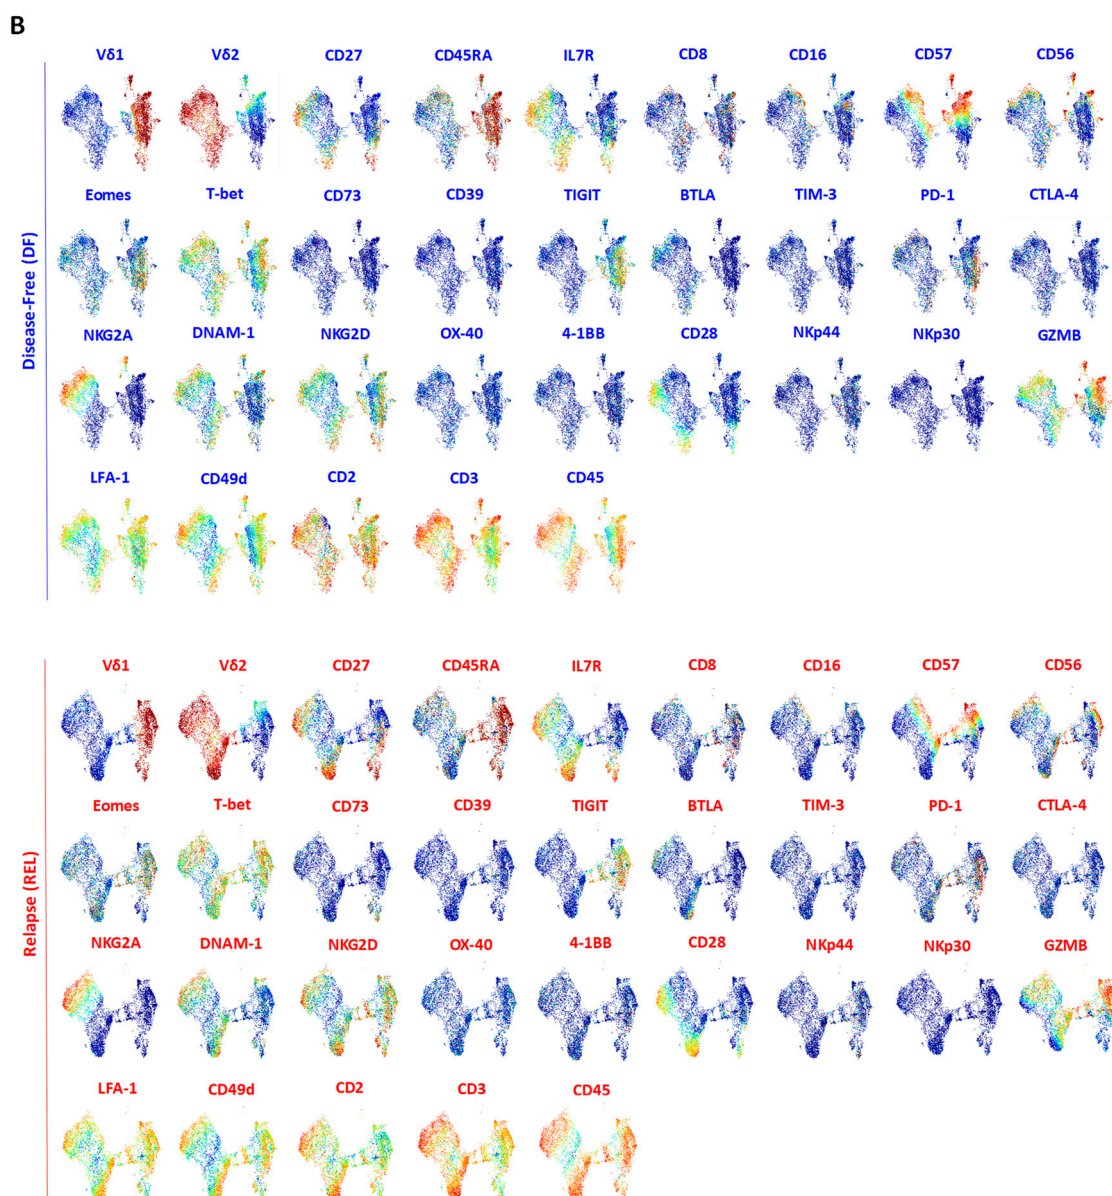 B
Disease-Free (DF)
Vδ1 Vδ2 CD27 CD45RA IL7R CD8 CD16 CD57 CD56
Eomes T-bet CD73 CD39 TIGIT BTLA TIM-3 PD-1 CTLA-4
NKG2A DNAM-1 NKG2D OX-40 4-1BB CD28 NKp44 NKp30 GZMB
LFA-1 CD49d CD2 CD3 CD45
Relapse (REL)
Vδ1 Vδ2 CD27 CD45RA IL7R CD8 CD16 CD57 CD56
Eomes T-bet CD73 CD39 TIGIT BTLA TIM-3 PD-1 CTLA-4
NKG2A DNAM-1 NKG2D OX-40 4-1BB CD28 NKp44 NKp30 GZMB
LFA-1 CD49d CD2 CD3 CD45